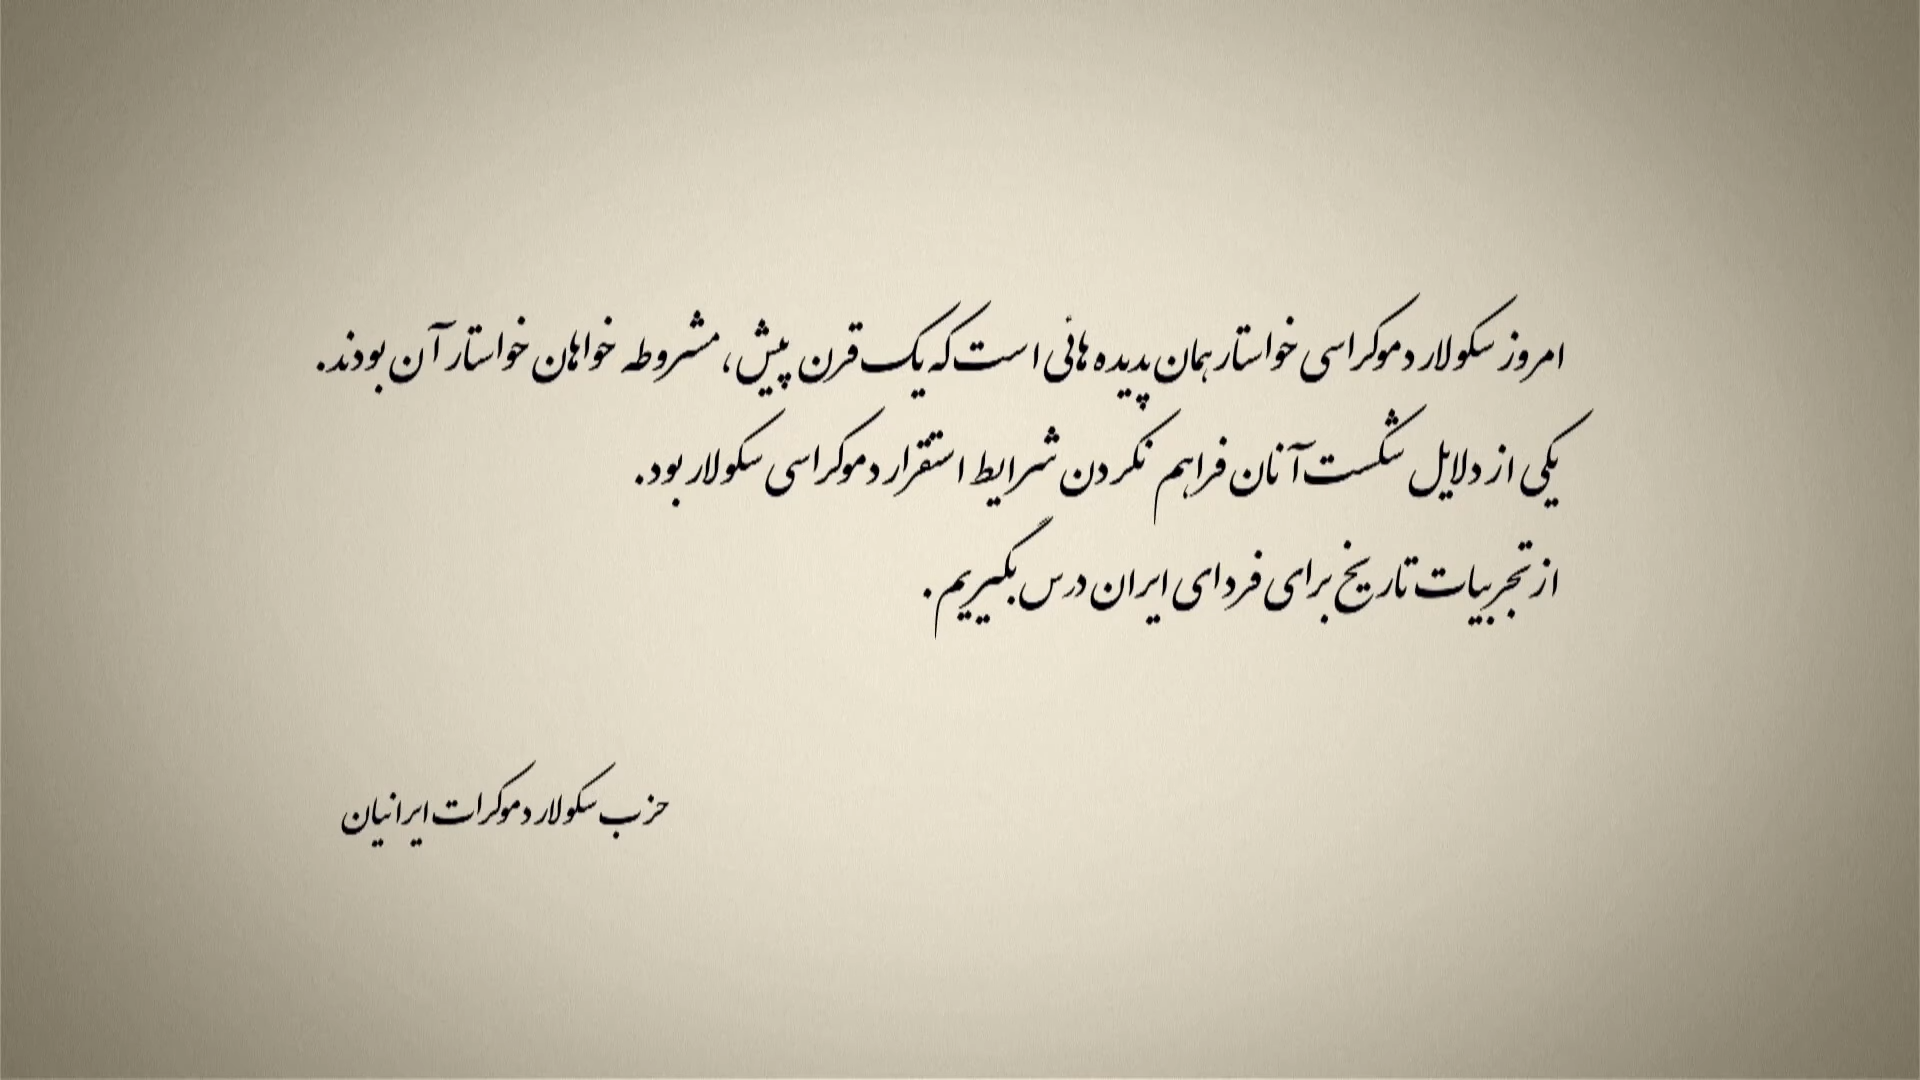 امروز سکولار دموکراسی خواستار همان پدیده هائی است که یک قرن پیش، مشروطه خواهان خواستار آن بودند.
یکی از دلایل شکست آنان فراهم نکردن شرایط استقرار دموکراسی سکولار بود.
از تجربیات تاریخ برای فردای ایران درس بگیریم.
حزب سکولار دموکرات ایرانیان